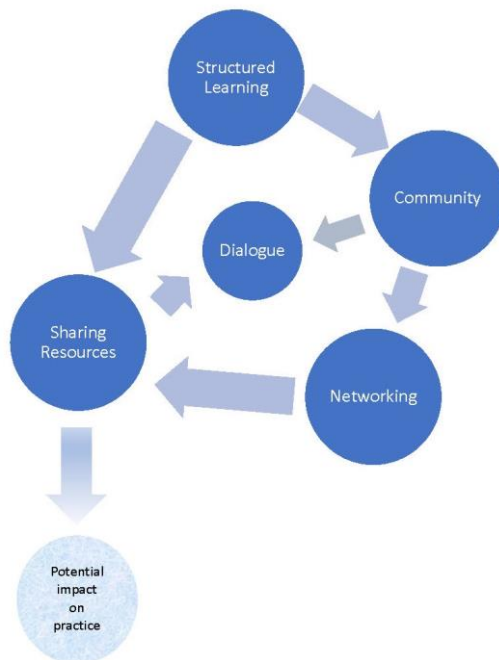 Structured
Learning
Community
Dialogue
Sharing
Resources
Networking
Potential
impact
on
practice